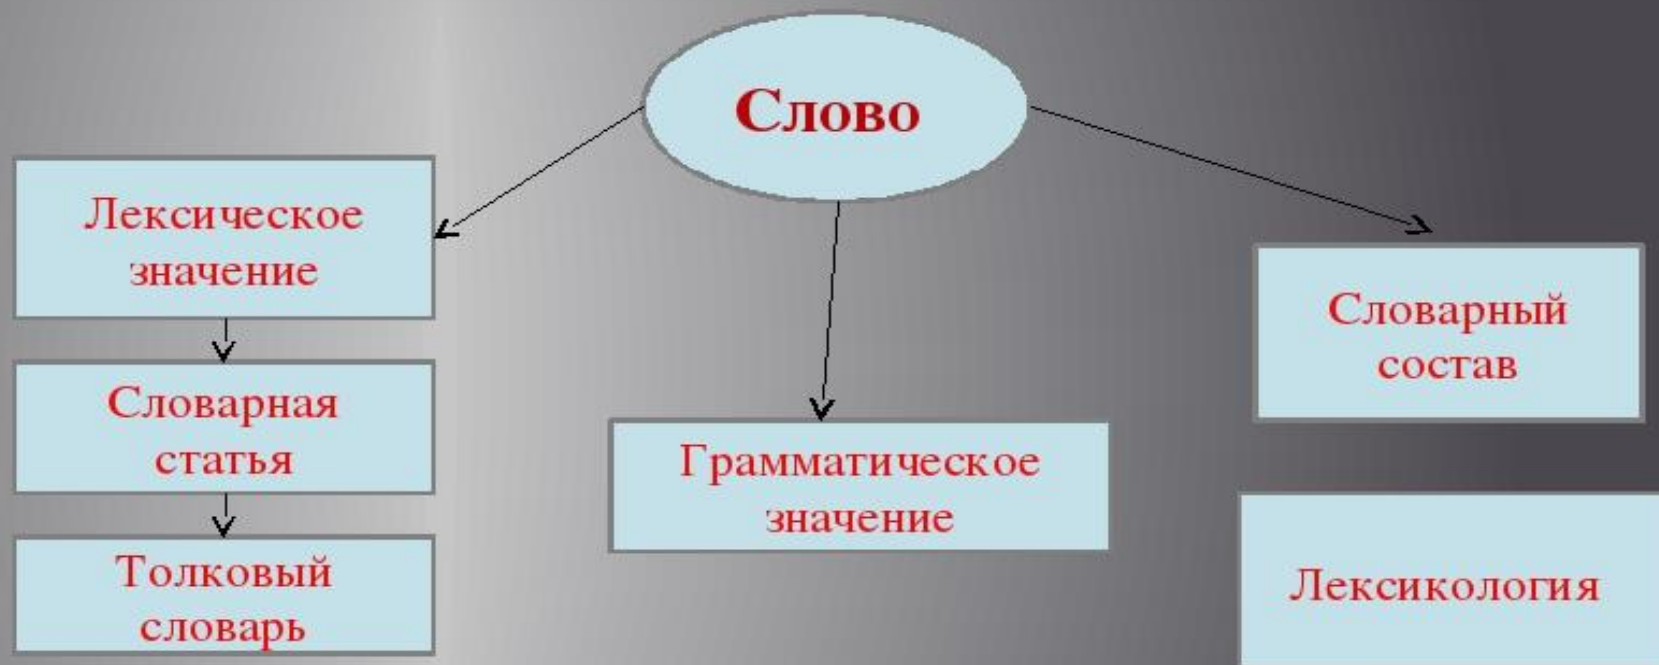 Слово
Лексическое
значение
Словарная
статья
Толковый
словарь
Грамматическое
значение
Словарный
состав
Лексикология